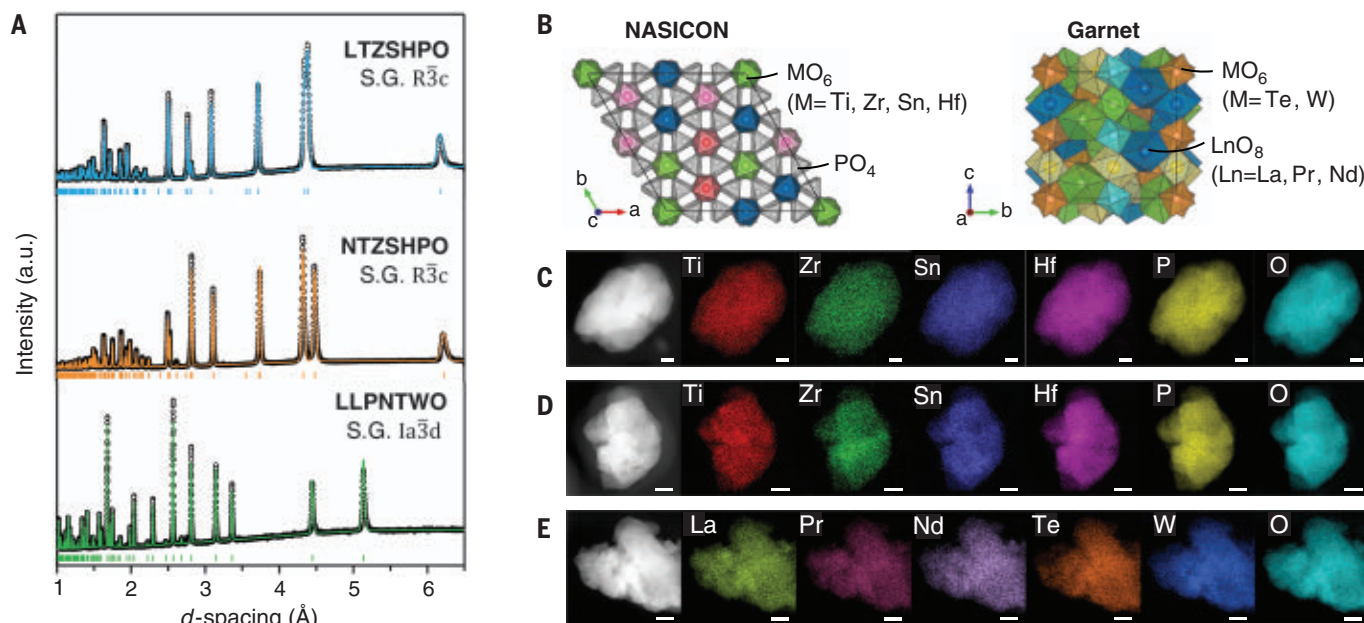 A
LTZSHPO
S.G. R3̅c
NTZSHPO
S.G. R3̅c
LLPNTWO
S.G. Ia3̅d
Intensity (a.u.)
1 2 3 4 5 6
d-spacing (Å)
B
NASICON
MO₆
(M= Ti, Zr, Sn, Hf)
PO₄
b
c
a
Garnet
MO₆
(M= Te, W)
LnO₈
(Ln=La, Pr, Nd)
c
a
b
C
Ti Zr Sn Hf P O
D
Ti Zr Sn Hf P O
E
La Pr Nd Te W O